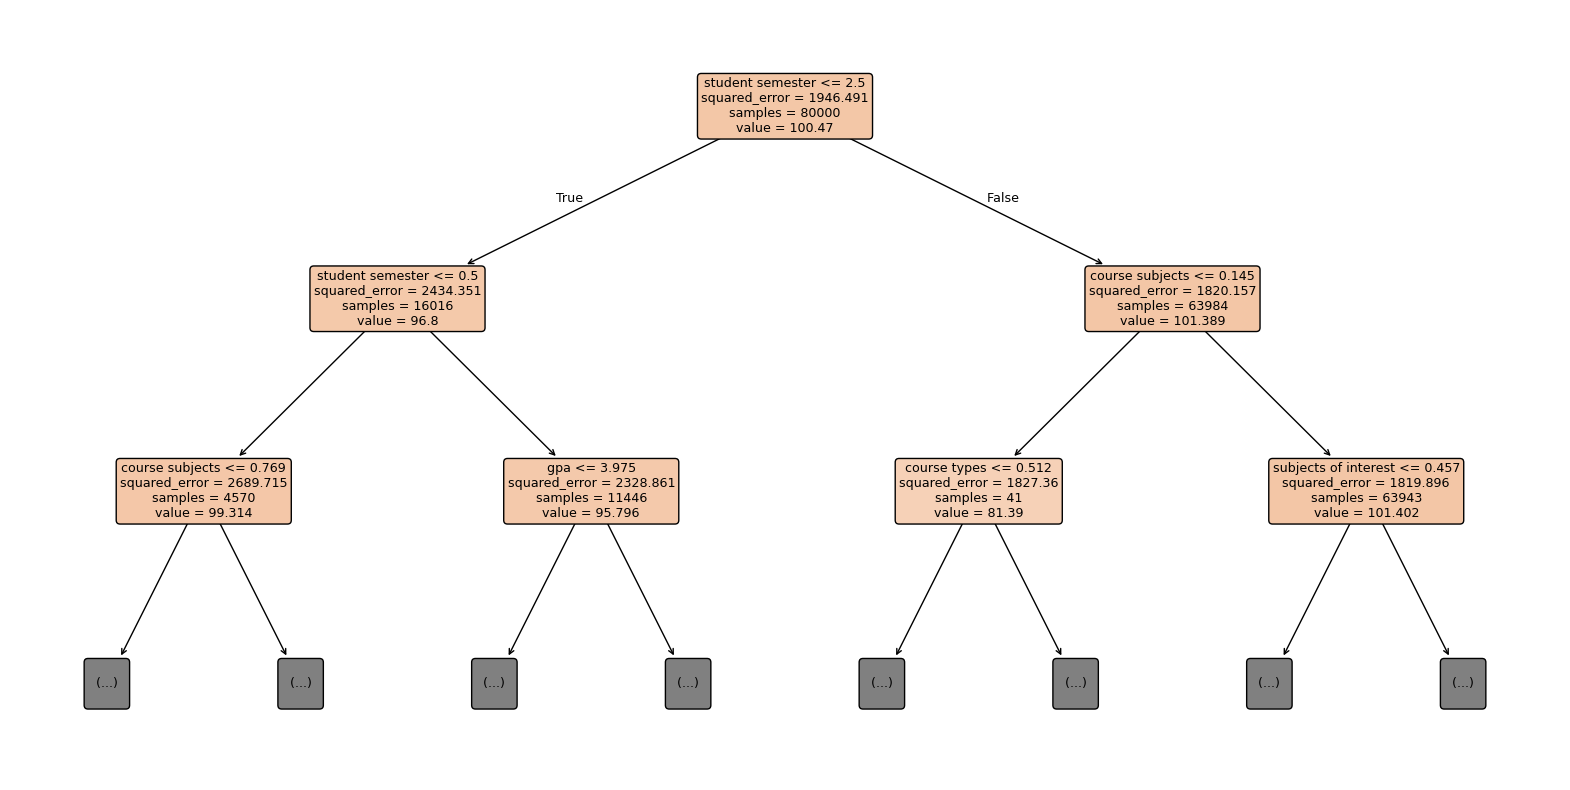 student semester <= 2.5
squared_error = 1946.491
samples = 80000
value = 100.47
True
False
student semester <= 0.5
squared_error = 2434.351
samples = 16016
value = 96.8
course subjects <= 0.145
squared_error = 1820.157
samples = 63984
value = 101.389
course subjects <= 0.769
squared_error = 2689.715
samples = 4570
value = 99.314
gpa <= 3.975
squared_error = 2328.861
samples = 11446
value = 95.796
course types <= 0.512
squared_error = 1827.36
samples = 41
value = 81.39
subjects of interest <= 0.457
squared_error = 1819.896
samples = 63943
value = 101.402
(...)
(...)
(...)
(...)
(...)
(...)
(...)
(...)